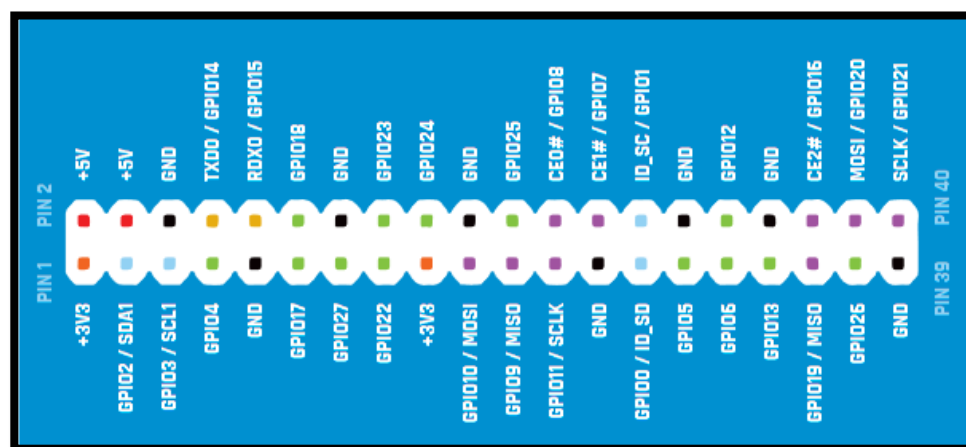 PIN 2
+5V
+5V
GND
TXD0 / GPIO14
RDX0 / GPIO15
GPIO18
GND
GPIO23
GPIO24
GND
GPIO25
CE0# / GPIO8
CE1# / GPIO7
ID_SC / GPIO1
GND
GPIO12
GND
CE2# / GPIO16
MOSI / GPIO20
SCLK / GPIO21
PIN 40
PIN 1
+3V3
GPIO2 / SDA1
GPIO3 / SCL1
GPIO4
GND
GPIO17
GPIO27
GPIO22
+3V3
GPIO10 / MOSI
GPIO9 / MISO
GPIO11 / SCLK
GND
GPIO0 / ID_SD
GPIO5
GPIO6
GPIO13
GPIO19 / MISO
GPIO26
GND
PIN 39